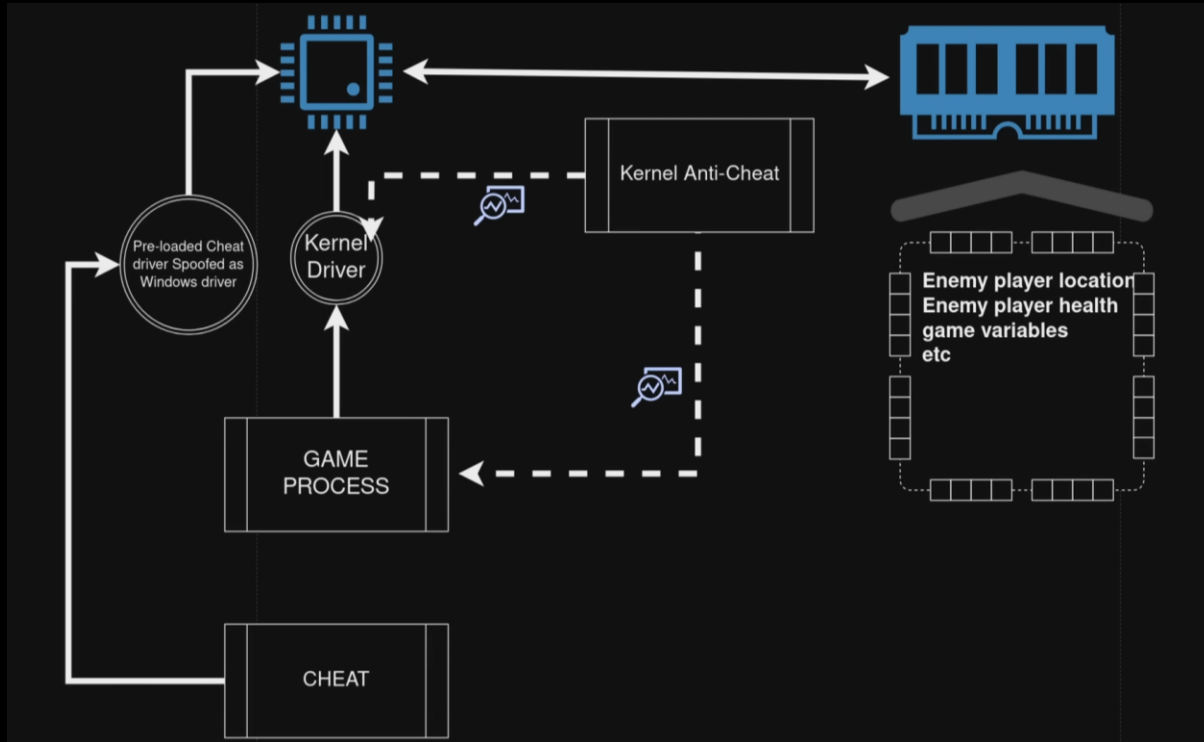 Kernel Anti-Cheat
Pre-loaded Cheat
driver Spoofed as
Windows driver
Kernel
Driver
Enemy player location
Enemy player health
game variables
etc
GAME
PROCESS
CHEAT